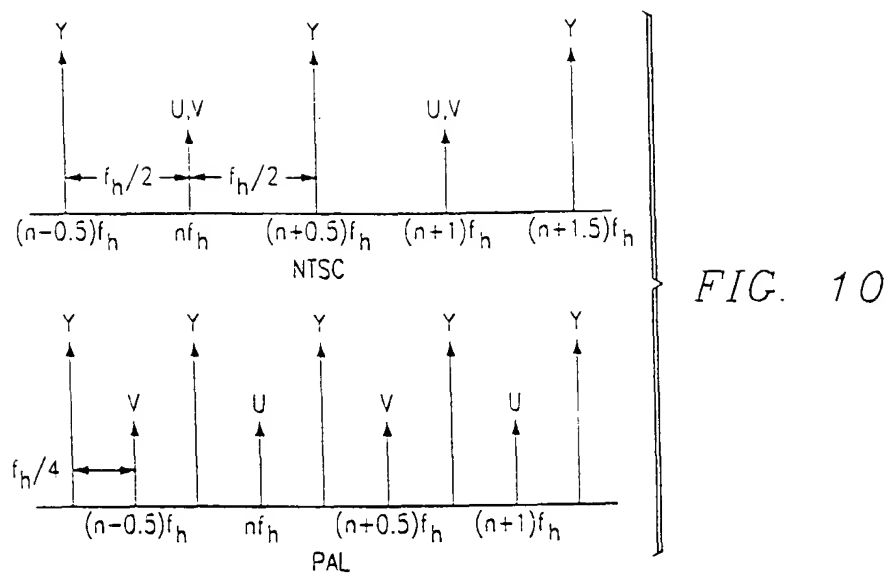 Y Y Y
U,V U,V
f_h/2 f_h/2
(n-0.5)f_h nf_h (n+0.5)f_h (n+1)f_h (n+1.5)f_h
NTSC
FIG. 10
Y Y Y Y Y
V U V U
f_h/4
(n-0.5)f_h nf_h (n+0.5)f_h (n+1)f_h
PAL